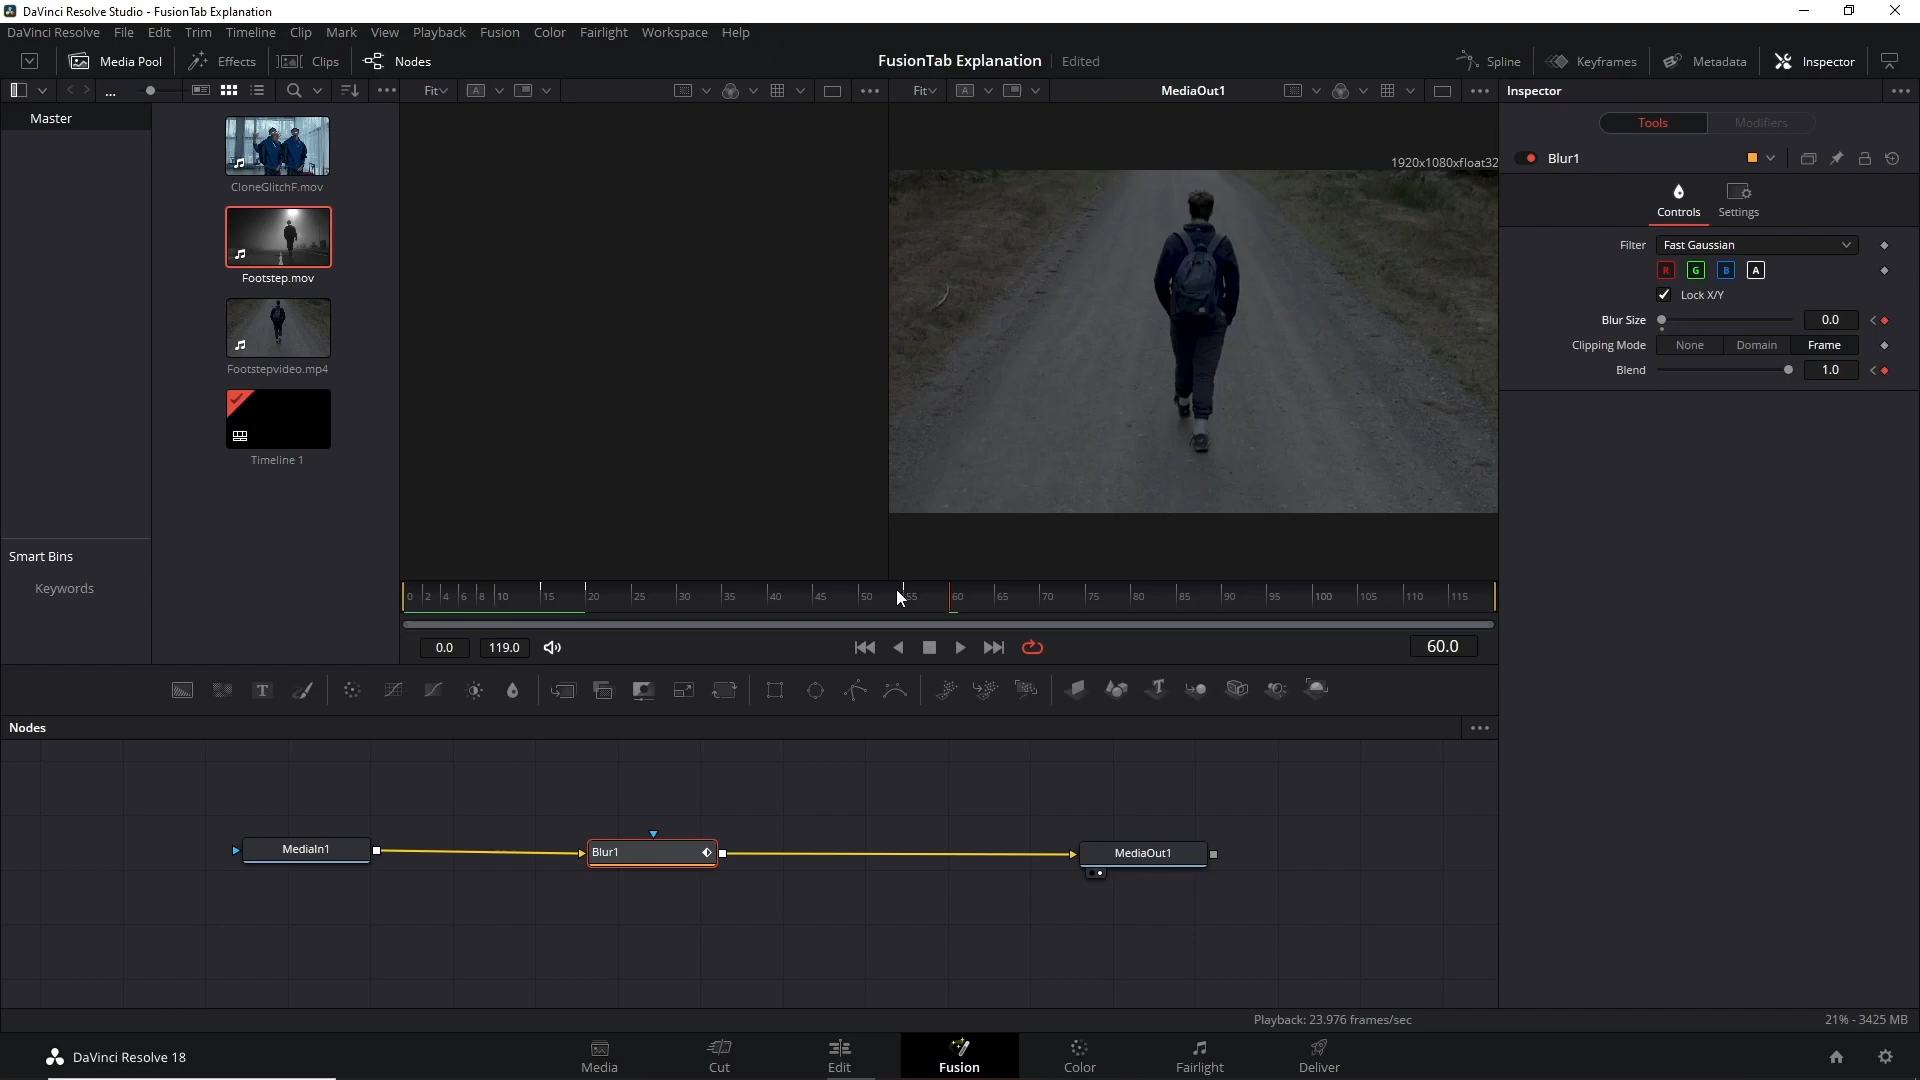 DaVinci Resolve Studio - FusionTab Explanation
DaVinci Resolve File Edit Trim Timeline Clip Mark View Playback Fusion Color Fairlight Workspace Help
Media Pool Effects Clips Nodes FusionTab Explanation Edited Spline Keyframes Metadata Inspector
... Fit A Fit A MediaOut1 Inspector
Master
Tools Modifiers
1920x1080xfloat32
Blur1
CloneGlitchF.mov
Controls Settings
Filter Fast Gaussian
R G B A
Footstep.mov
Lock X/Y
Blur Size 0.0
Clipping Mode None Domain Frame
Footstepvideo.mp4
Blend 1.0
Timeline 1
Smart Bins
Keywords
0 2 4 6 8 10 15 20 25 30 35 40 45 50 55 60 65 70 75 80 85 90 95 100 105 110 115
0.0 119.0 60.0
T T
Nodes
MediaIn1 Blur1 MediaOut1
Playback: 23.976 frames/sec 21% - 3425 MB
DaVinci Resolve 18
Media Cut Edit Fusion Color Fairlight Deliver